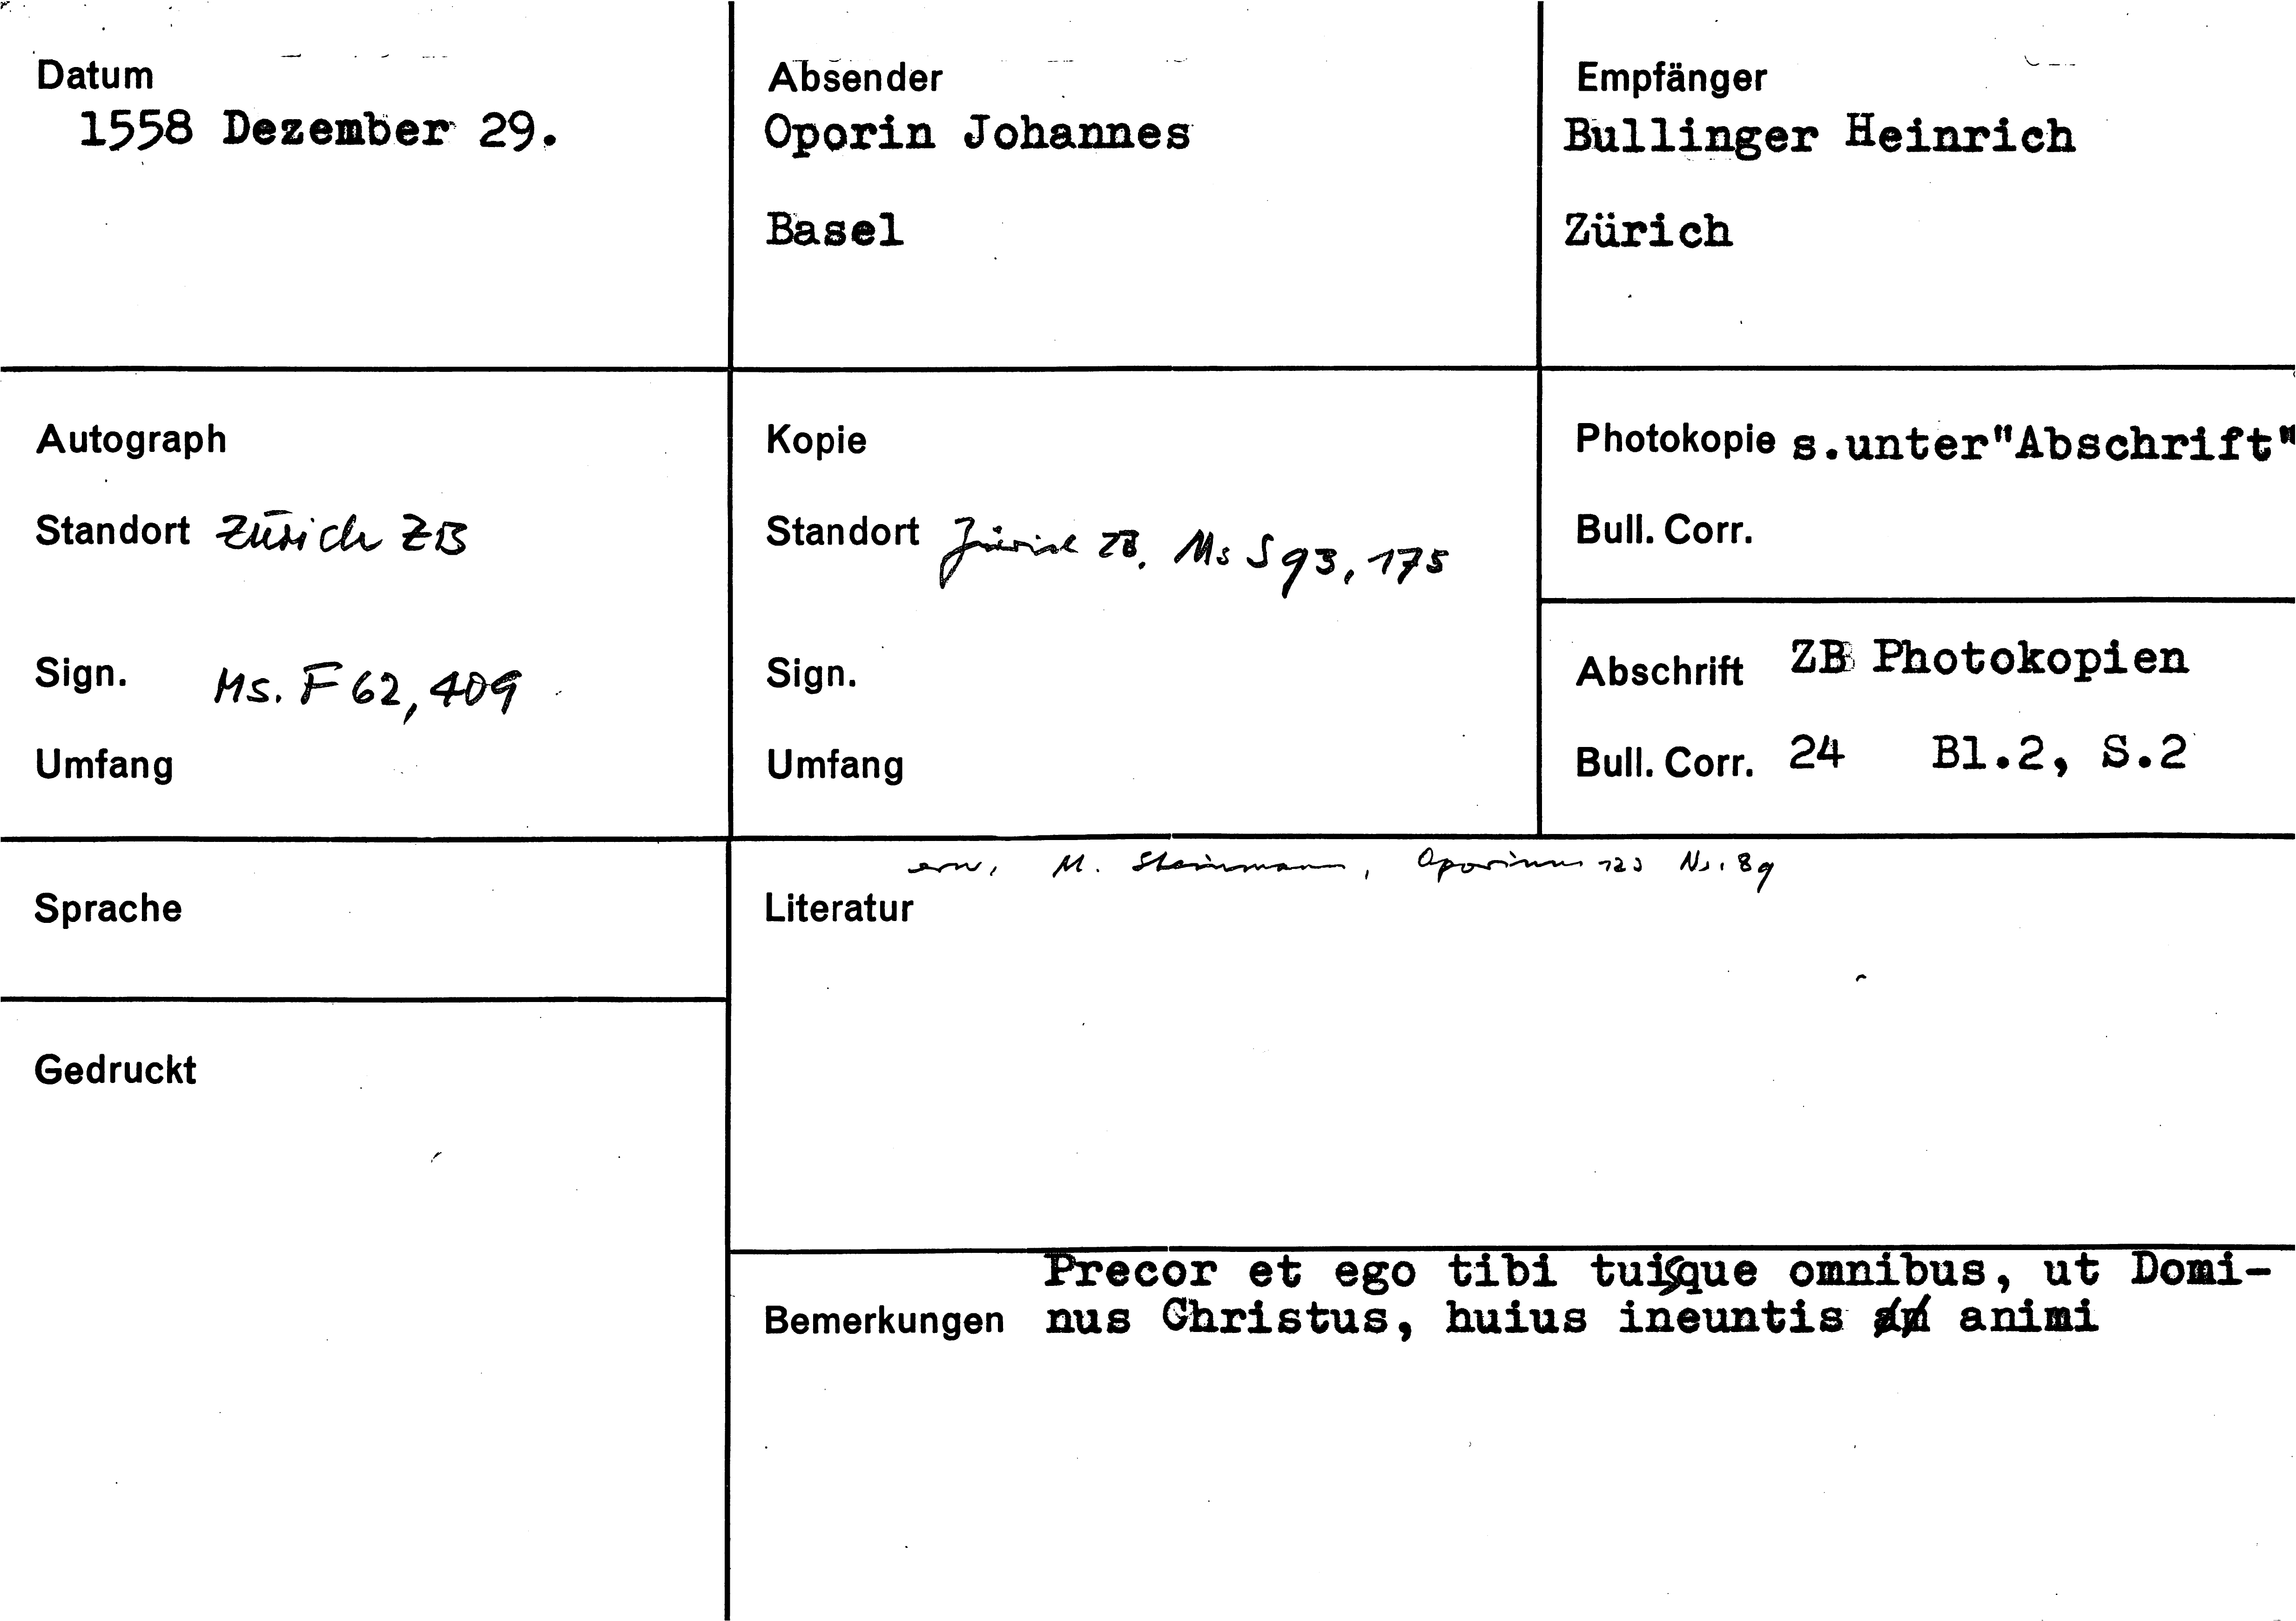 Datum
1558 Dezember 29.
Absender
Oporin Johannes
Basel
Empfänger
Bullinger Heinrich
Zürich
Autograph
Standort Zürich ZB
Sign. Ms. F 62, 409
Umfang
Kopie
Standort Zürich ZB. Ms S 93, 175
Sign.
Umfang
Photokopie s.unter"Abschrift"
Bull. Corr.
Abschrift ZB Photokopien
Bull. Corr. 24 Bl.2, S.2
Sprache
Gedruckt
erw. M. Steinmann, Oporinus 123 Nr. 89
Literatur
Precor et ego tibi tuisque omnibus, ut Domi-
Bemerkungen nus Christus, huius ineuntis animi